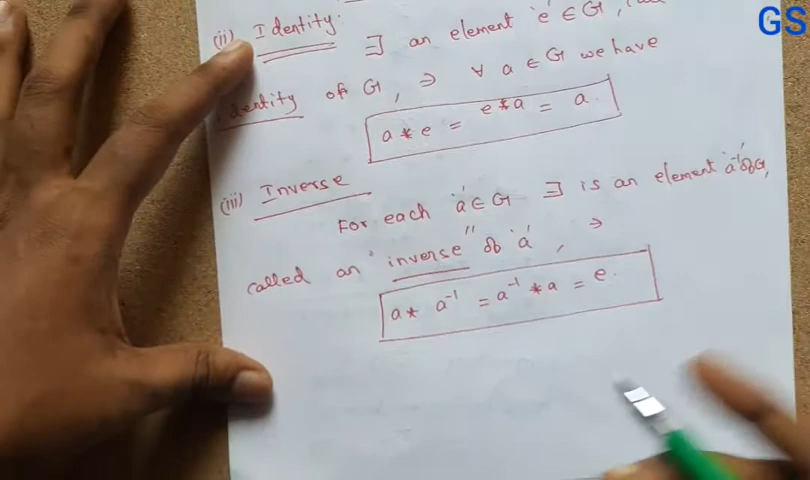 GS
(ii) Identity: ∃ an element 'e' ∈ G,
identity of G, ∋ ∀ a ∈ G we have
a * e = e * a = a.
(iii) Inverse
For each 'a' ∈ G ∃ is an element 'a⁻¹' of G,
called an "inverse" of 'a', ∋
a * a⁻¹ = a⁻¹ * a = e.